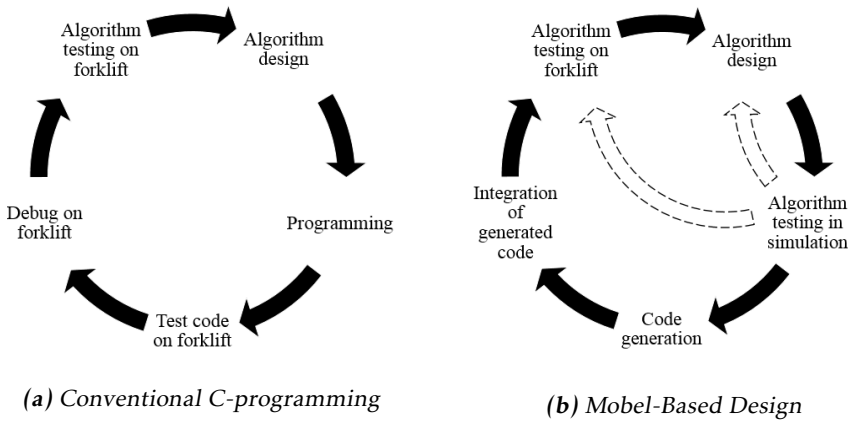 Algorithm
testing on
forklift
Algorithm
design
Programming
Test code
on forklift
Debug on
forklift
(a) Conventional C-programming
Algorithm
testing on
forklift
Algorithm
design
Algorithm
testing in
simulation
Code
generation
Integration
of
generated
code
(b) Mobel-Based Design